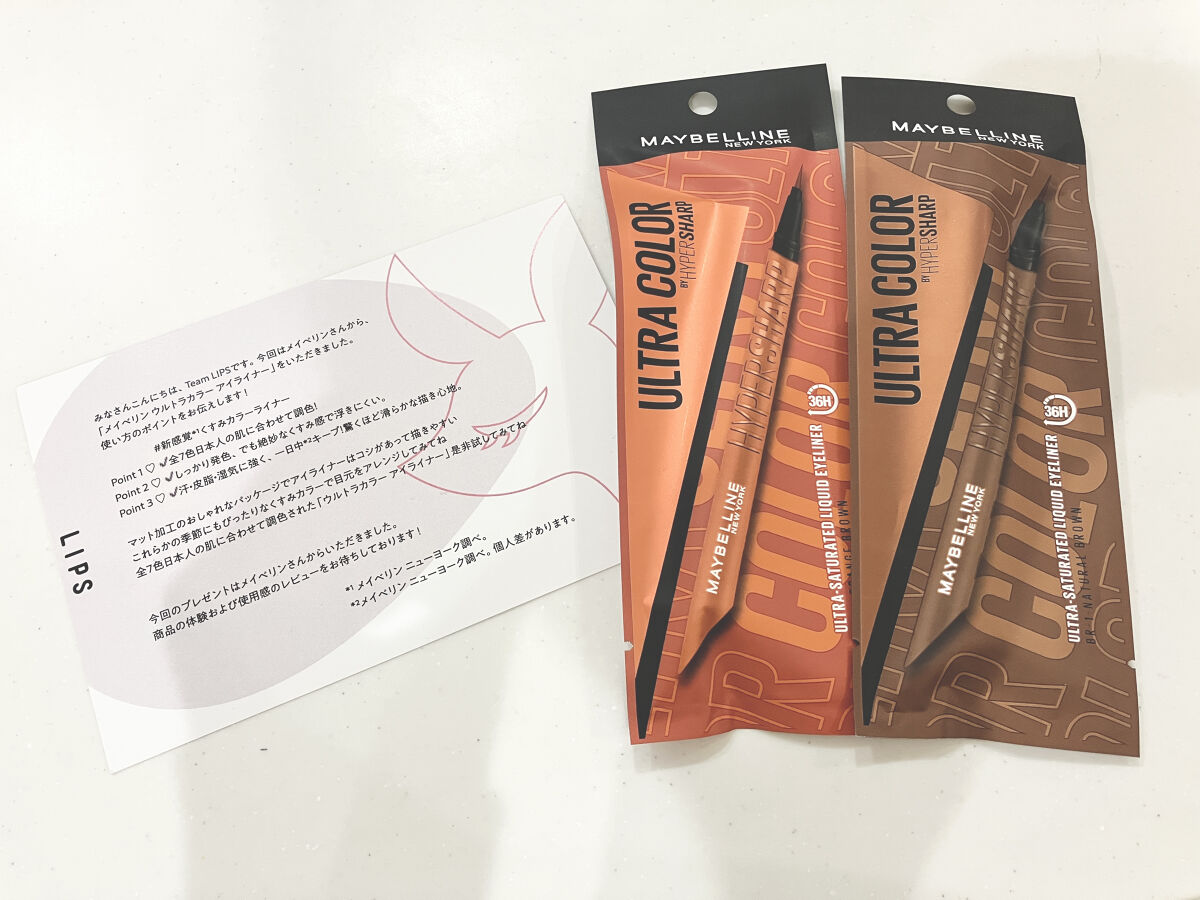 みなさんこんにちは、Team LIPSです。今回はメイベリンさんから、
「メイベリン ウルトラカラー アイライナー」をいただきました。
使い方のポイントをお伝えします！
#新感覚*¹くすみカラーライナー
Point 1 ♡ ✔全7色日本人の肌に合わせて調色!
Point 2 ♡ ✔しっかり発色、でも絶妙なくすみ感で浮きにくい。
Point 3 ♡ ✔汗・皮脂・湿気に強く、一日中*²キープ!驚くほど滑らかな描き心地。
マット加工のおしゃれなパッケージでアイライナーはコシがあって描きやすい
これからの季節にもぴったりなくすみカラーで目元をアレンジしてみてね
全7色日本人の肌に合わせて調色された「ウルトラカラー アイライナー」是非試してみてね
今回のプレゼントはメイベリンさんからいただきました。
商品の体験および使用感のレビューをお待ちしております！
*¹ メイベリン ニューヨーク調べ。
*²メイベリン ニューヨーク調べ。個人差があります。
LIPS
MAYBELLINE
NEW YORK
ULTRA COLOR
BY HYPERSHARP
HYPERSHARP
MAYBELLINE
NEW YORK
COLOR
36H
ULTRA-SATURATED LIQUID EYELINER
BROWN
MAYBELLINE
NEW YORK
ULTRA COLOR
BY HYPERSHARP
HYPERSHARP
MAYBELLINE
NEW YORK
COLOR
36H
ULTRA-SATURATED LIQUID EYELINER
BR-1 NATURAL BROWN